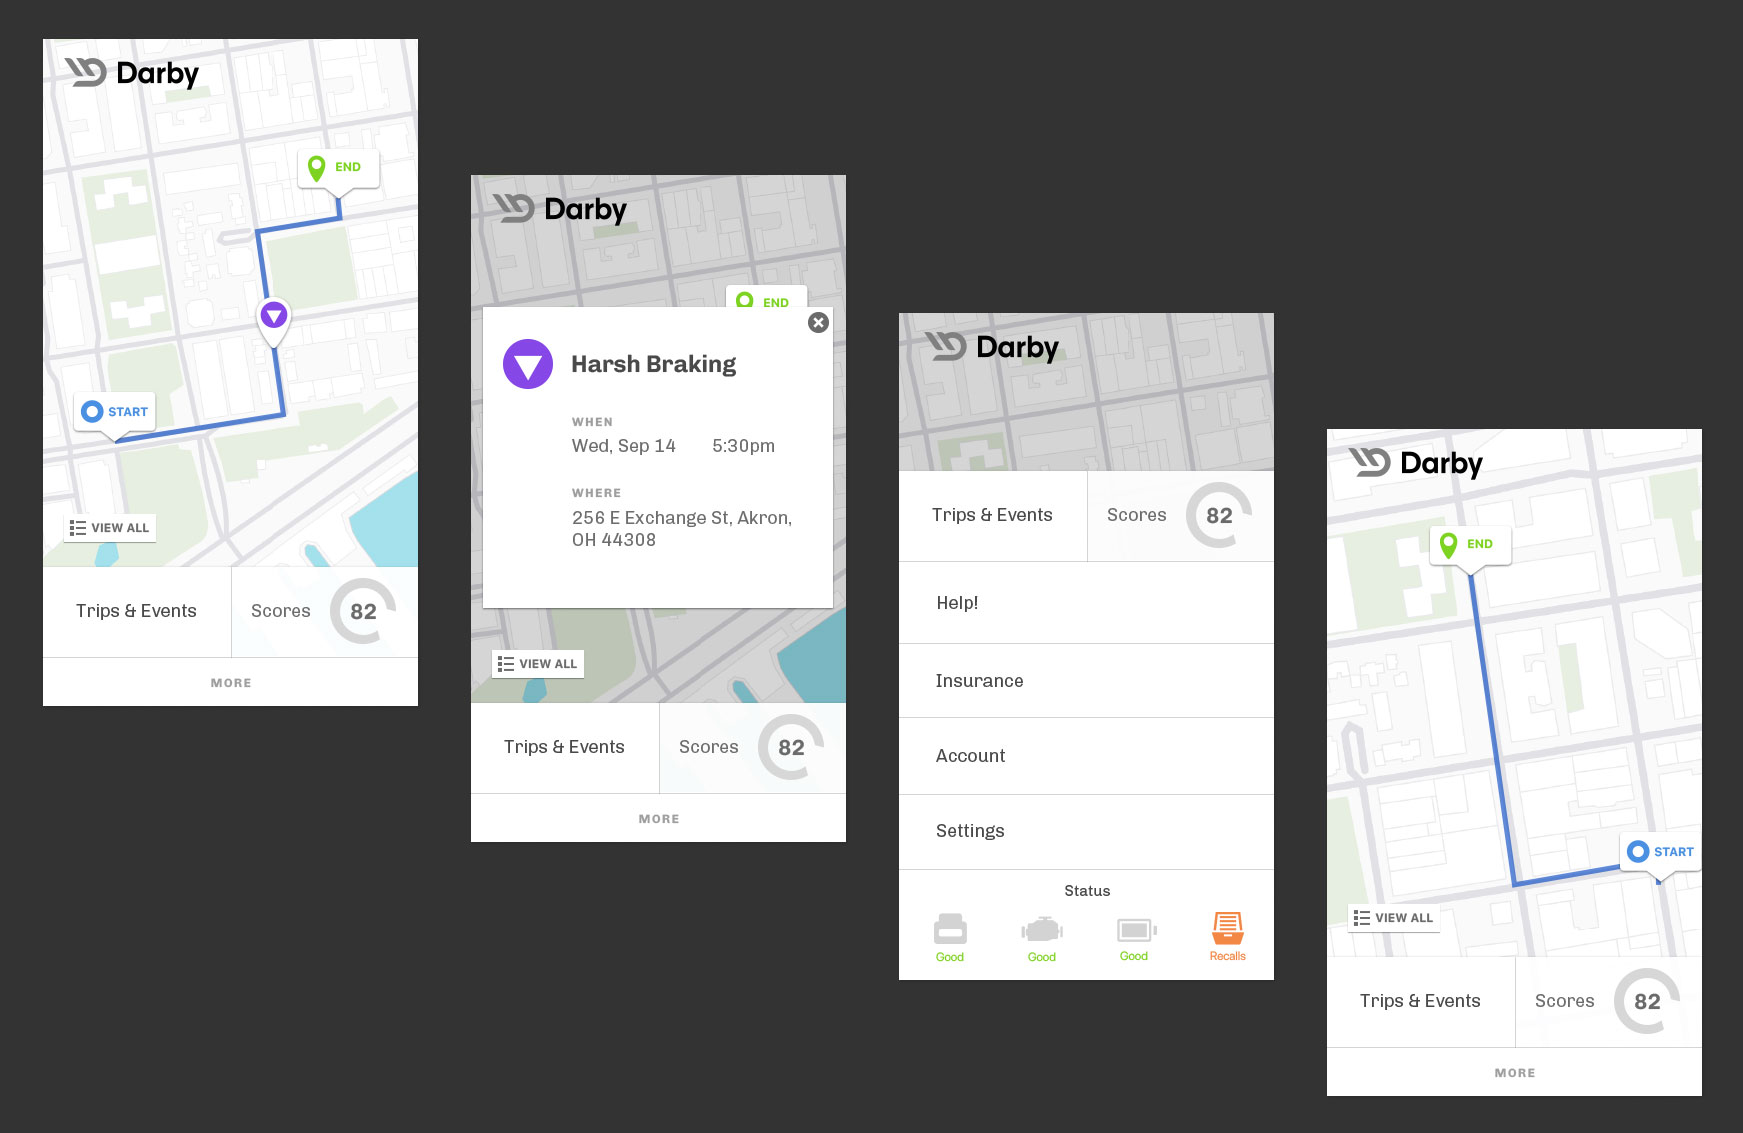 Darby
END
START
VIEW ALL
Trips & Events
Scores
82
MORE
Darby
END
Harsh Braking
WHEN
Wed, Sep 14 5:30pm
WHERE
256 E Exchange St, Akron,
OH 44308
VIEW ALL
Trips & Events
Scores
82
MORE
Darby
Trips & Events
Scores
82
Help!
Insurance
Account
Settings
Status
Good
Good
Good
Recalls
Darby
END
START
VIEW ALL
Trips & Events
Scores
82
MORE